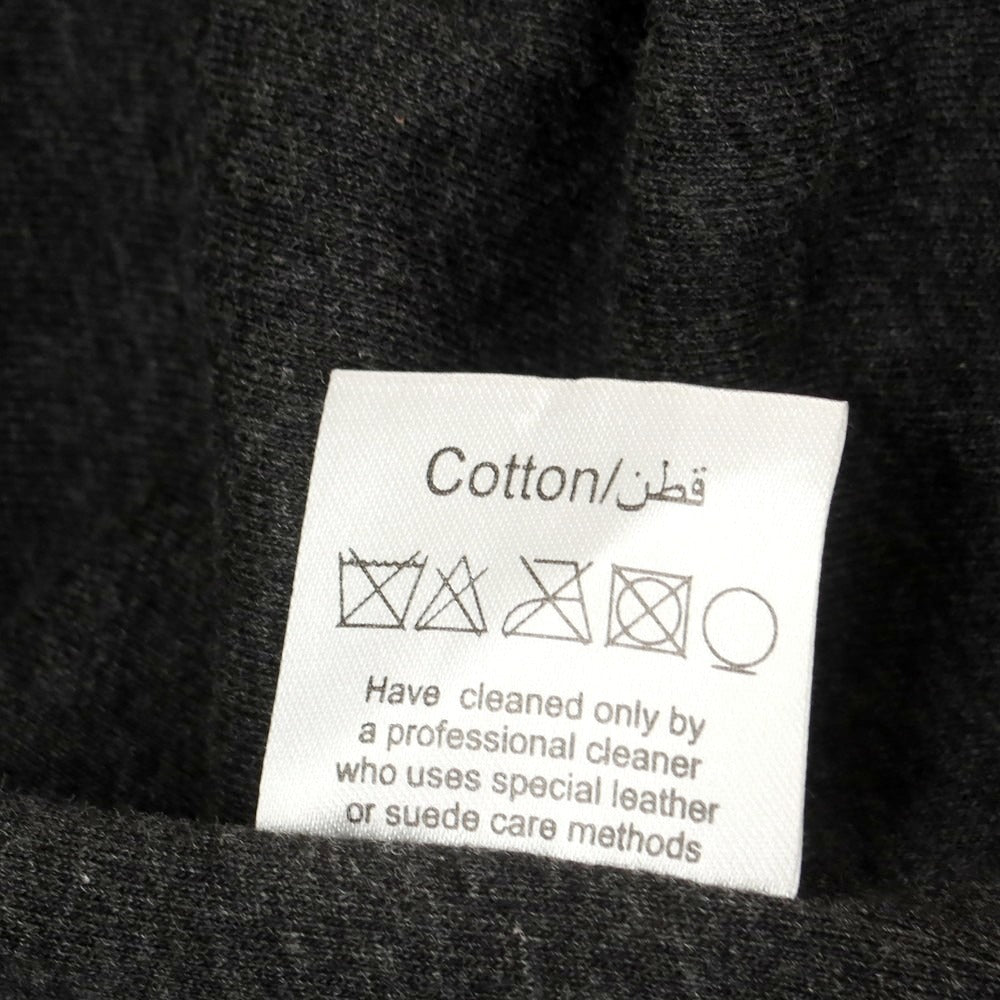 Cotton/قطن
Have cleaned only by
a professional cleaner
who uses special leather
or suede care methods